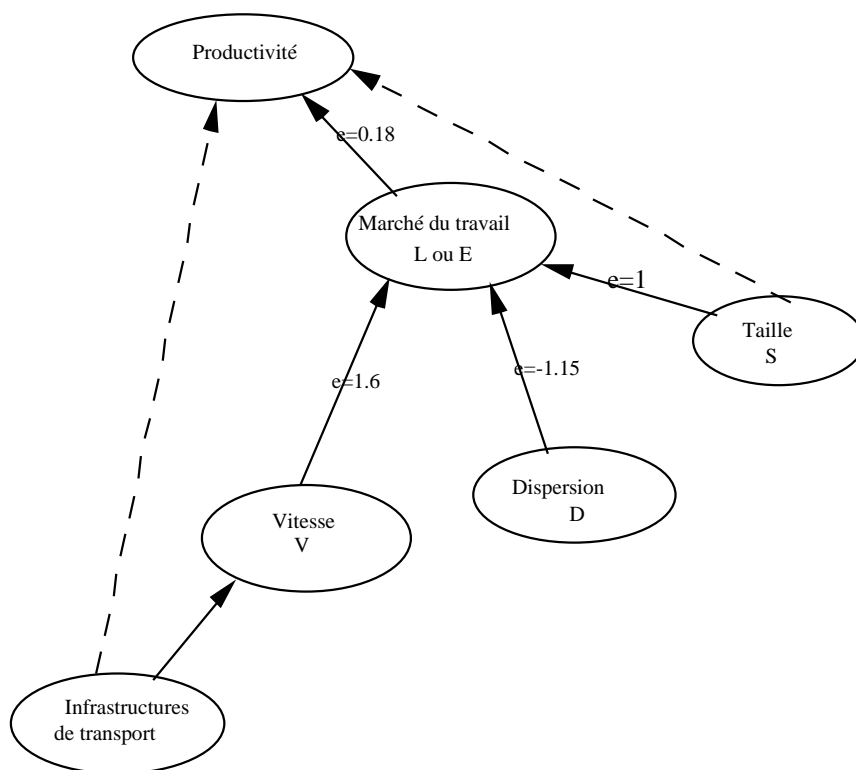 Productivité
e=0.18
Marché du travail
L ou E
e=1
Taille
S
e=1.6
e=-1.15
Dispersion
D
Vitesse
V
Infrastructures
de transport